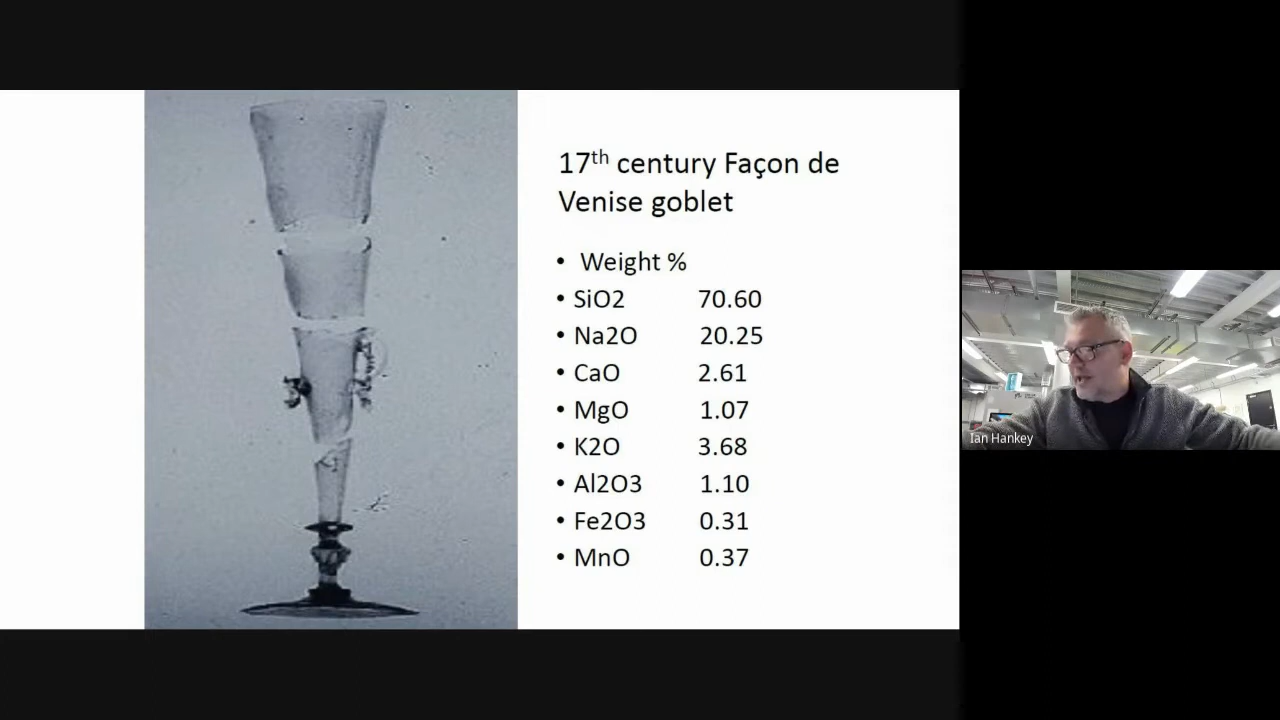 17th century Façon de
Venise goblet
• Weight %
• SiO2 70.60
• Na2O 20.25
• CaO 2.61
• MgO 1.07
• K2O 3.68
• Al2O3 1.10
• Fe2O3 0.31
• MnO 0.37
Ian Hankey